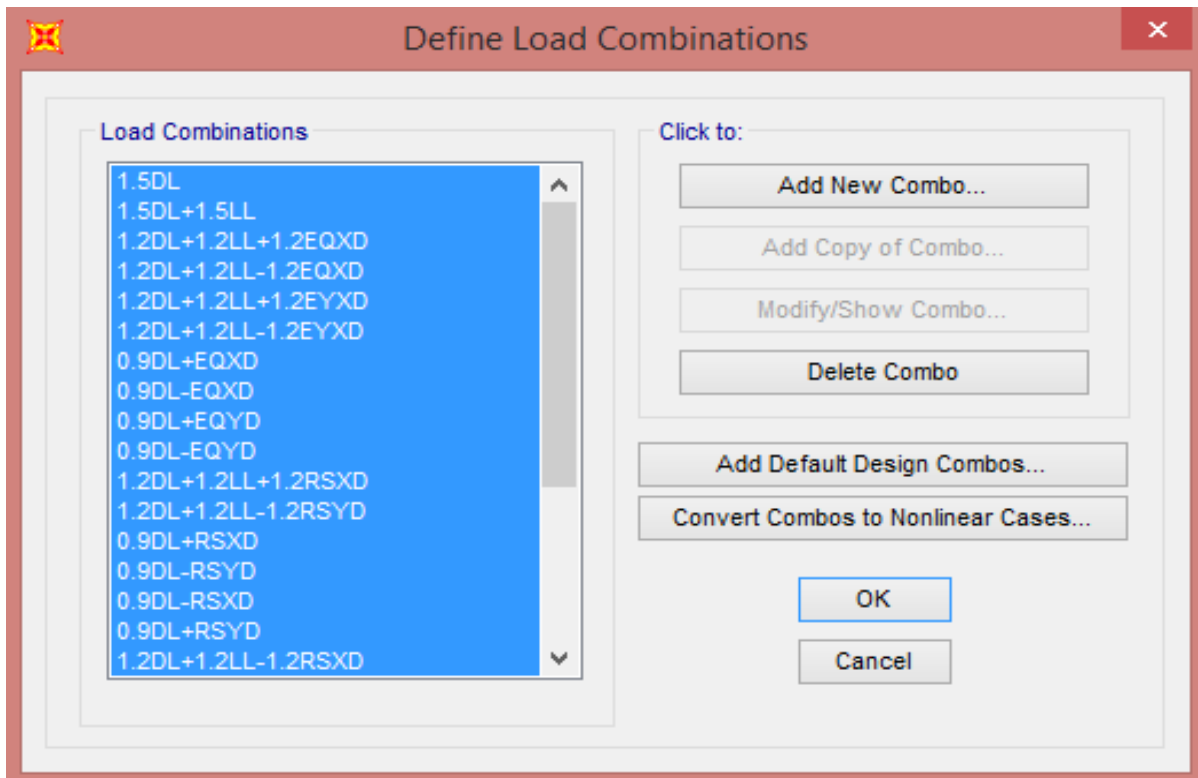 Define Load Combinations
Load Combinations
1.5DL
1.5DL+1.5LL
1.2DL+1.2LL+1.2EQXD
1.2DL+1.2LL-1.2EQXD
1.2DL+1.2LL+1.2EYXD
1.2DL+1.2LL-1.2EYXD
0.9DL+EQXD
0.9DL-EQXD
0.9DL+EQYD
0.9DL-EQYD
1.2DL+1.2LL+1.2RSXD
1.2DL+1.2LL-1.2RSYD
0.9DL+RSXD
0.9DL-RSYD
0.9DL-RSXD
0.9DL+RSYD
1.2DL+1.2LL-1.2RSXD
Click to:
Add New Combo...
Add Copy of Combo...
Modify/Show Combo...
Delete Combo
Add Default Design Combos...
Convert Combos to Nonlinear Cases...
OK
Cancel